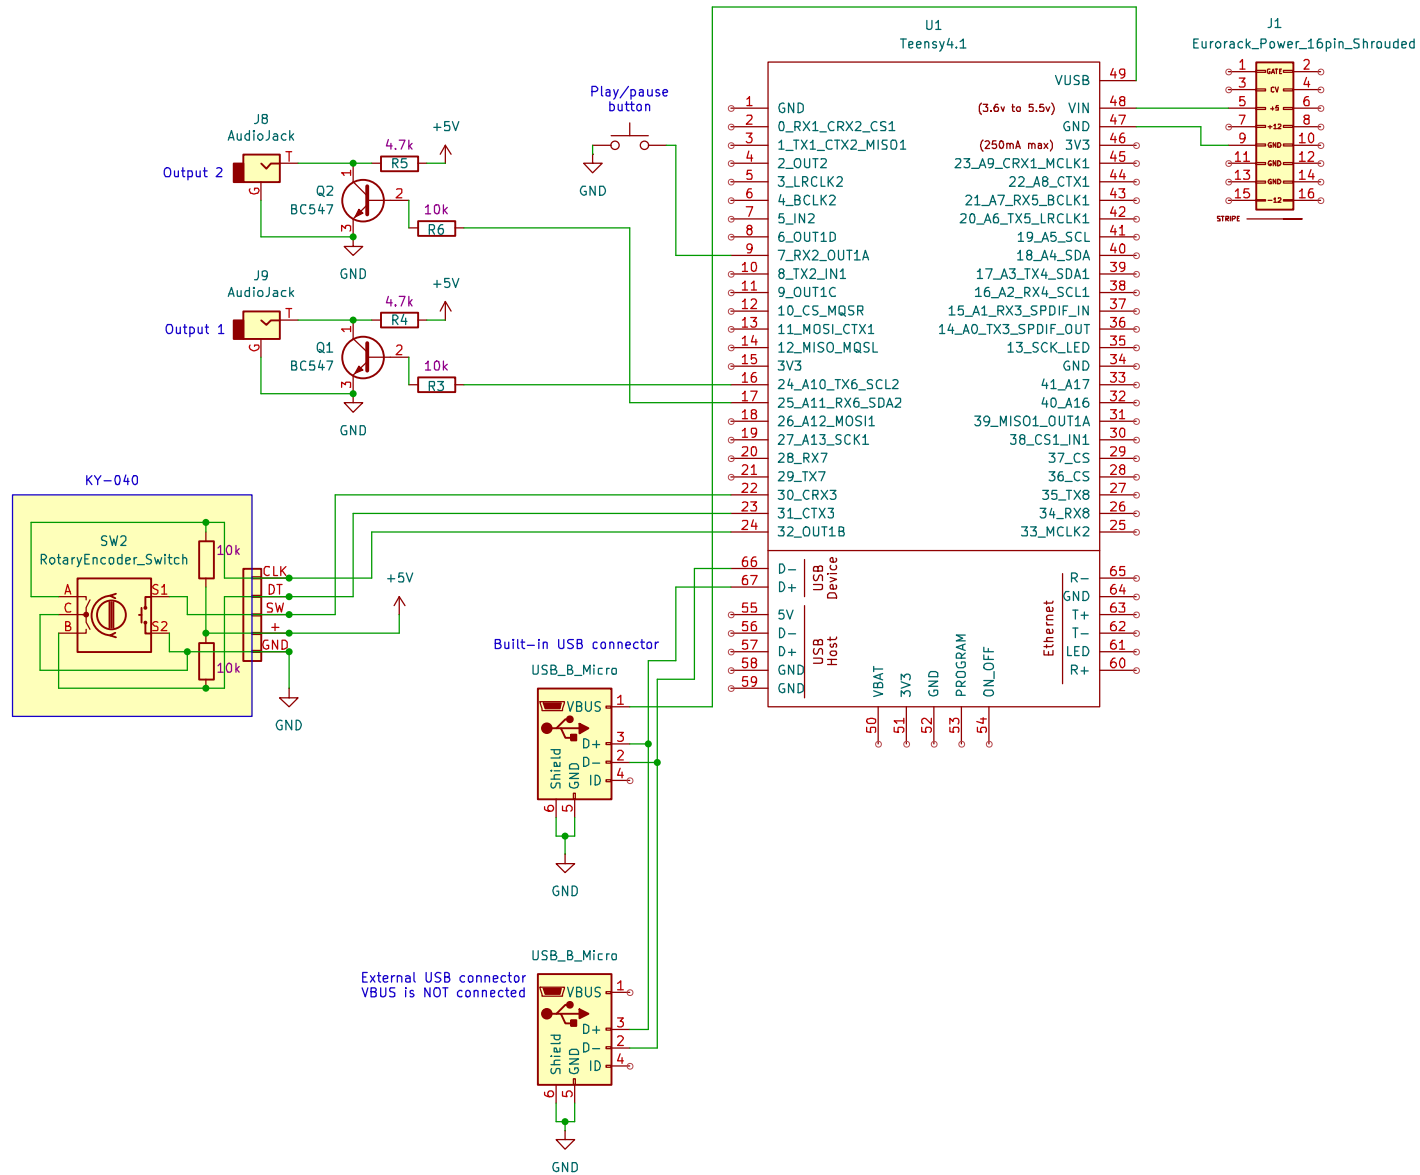 U1
Teensy4.1
J1
Eurorack_Power_16pin_Shrouded
1
GATE
2
3
CV
4
5
+5
6
7
+12
8
9
GND
10
11
GND
12
13
GND
14
15
-12
16
STRIPE
Play/pause
button
GND
J8
AudioJack
T
G
Output 2
+5V
4.7k
R5
Q2
BC547
1
2
3
10k
R6
GND
J9
AudioJack
T
G
Output 1
+5V
4.7k
R4
Q1
BC547
1
2
3
10k
R3
GND
1 GND
2 0_RX1_CRX2_CS1
3 1_TX1_CTX2_MISO1
4 2_OUT2
5 3_LRCLK2
6 4_BCLK2
7 5_IN2
8 6_OUT1D
9 7_RX2_OUT1A
10 8_TX2_IN1
11 9_OUT1C
12 10_CS_MQSR
13 11_MOSI_CTX1
14 12_MISO_MQSL
15 3V3
16 24_A10_TX6_SCL2
17 25_A11_RX6_SDA2
18 26_A12_MOSI1
19 27_A13_SCK1
20 28_RX7
21 29_TX7
22 30_CRX3
23 31_CTX3
24 32_OUT1B
VUSB 49
(3.6v to 5.5v) VIN 48
GND 47
(250mA max) 3V3 46
23_A9_CRX1_MCLK1 45
22_A8_CTX1 44
21_A7_RX5_BCLK1 43
20_A6_TX5_LRCLK1 42
19_A5_SCL 41
18_A4_SDA 40
17_A3_TX4_SDA1 39
16_A2_RX4_SCL1 38
15_A1_RX3_SPDIF_IN 37
14_A0_TX3_SPDIF_OUT 36
13_SCK_LED 35
GND 34
41_A17 33
40_A16 32
39_MISO1_OUT1A 31
38_CS1_IN1 30
37_CS 29
36_CS 28
35_TX8 27
34_RX8 26
33_MCLK2 25
66 D-
67 D+
USB
Device
55 5V
56 D-
57 D+
58 GND
59 GND
USB
Host
VBAT 50
3V3 51
GND 52
PROGRAM 53
ON_OFF 54
Ethernet
R- 65
GND 64
T+ 63
T- 62
LED 61
R+ 60
KY-040
SW2
RotaryEncoder_Switch
A
C
B
S1
S2
10k
10k
CLK
DT
SW
+
GND
+5V
GND
Built-in USB connector
USB_B_Micro
VBUS 1
D+ 3
D- 2
ID 4
Shield
GND
6
5
GND
USB_B_Micro
External USB connector
VBUS is NOT connected
VBUS 1
D+ 3
D- 2
ID 4
Shield
GND
6
5
GND